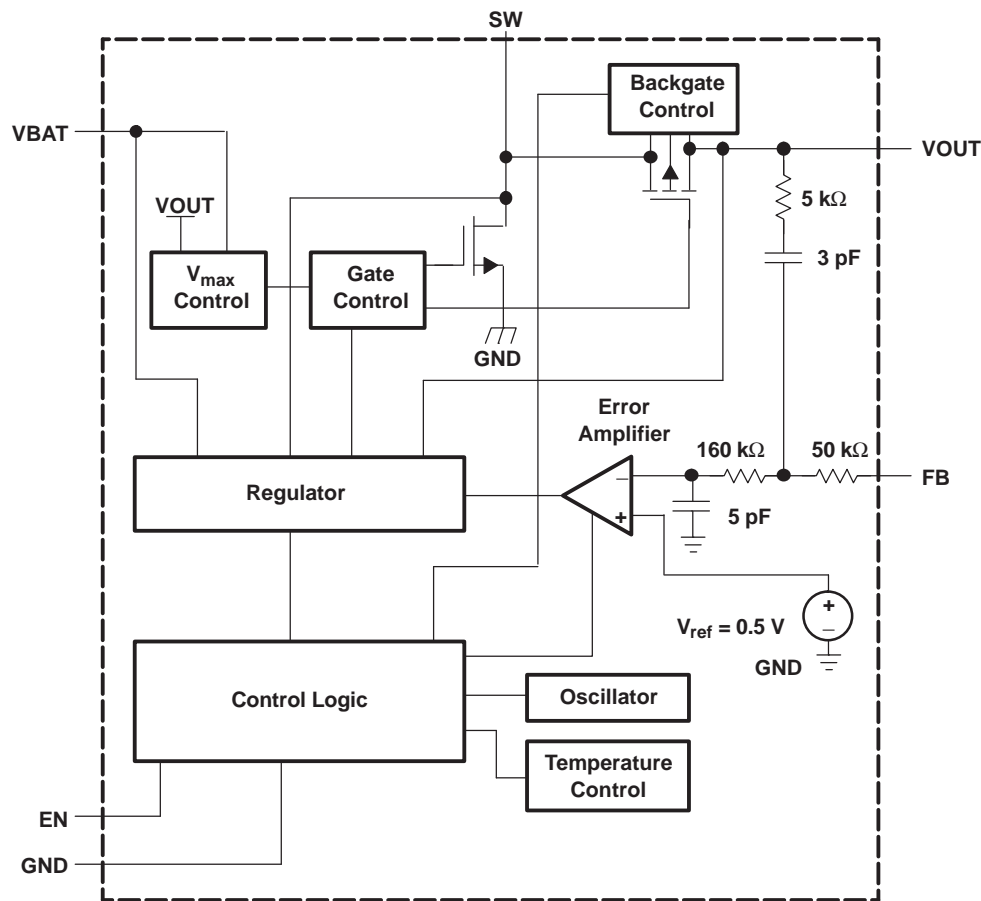 SW
Backgate
Control
VBAT
VOUT
VOUT
5 kΩ
3 pF
Vmax
Control
Gate
Control
GND
Error
Amplifier
160 kΩ
50 kΩ
−
FB
Regulator
+
5 pF
+
Vref = 0.5 V
−
GND
Control Logic
Oscillator
Temperature
Control
EN
GND